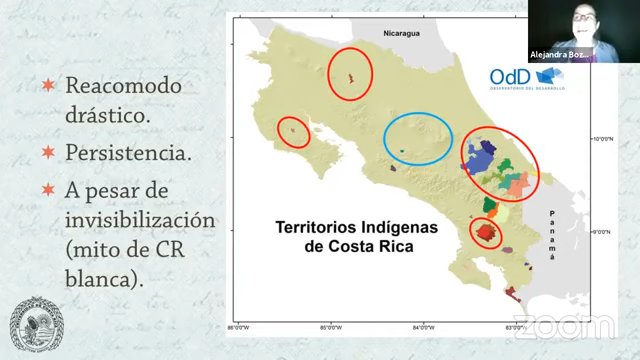 Reacomodo
drástico.
Persistencia.
A pesar de
invisibilización
(mito de CR
blanca).
Nicaragua
OdD
OBSERVATORIO DEL DESARROLLO
Territorios Indígenas
de Costa Rica
Panamá
10°0'0"N
9°0'0"N
86°0'0"W
85°0'0"W
84°0'0"W
83°0'0"W
Alejandra Boz...
zoom